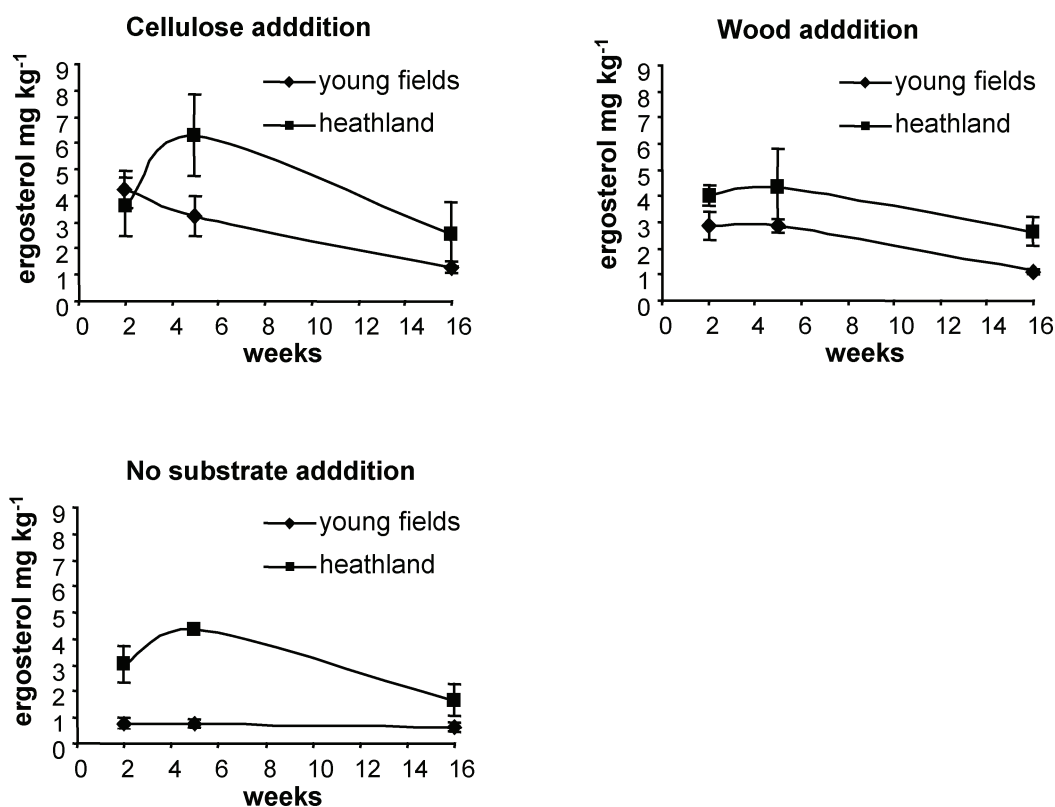 Cellulose adddition
ergosterol mg kg-1
9
8
7
6
5
4
3
2
1
0
young fields
heathland
0 2 4 6 8 10 12 14 16
weeks
Wood adddition
ergosterol mg kg-1
9
8
7
6
5
4
3
2
1
0
young fields
heathland
0 2 4 6 8 10 12 14 16
weeks
No substrate adddition
ergosterol mg kg-1
9
8
7
6
5
4
3
2
1
0
young fields
heathland
0 2 4 6 8 10 12 14 16
weeks